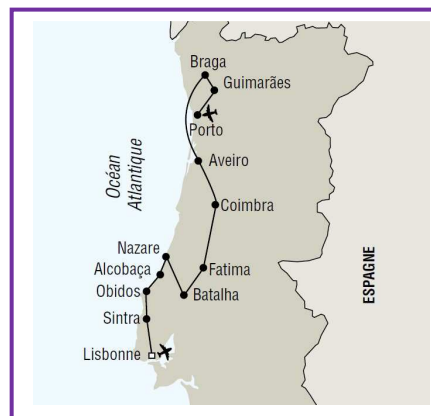 Braga
Guimarães
Porto
Aveiro
Océan
Atlantique
Coimbra
Nazare
Alcobaça
Fatima
Obidos
Batalha
ESPAGNE
Sintra
Lisbonne